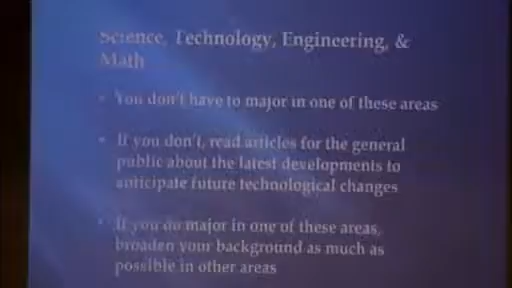 Science, Technology, Engineering, &
Math
• You don't have to major in one of these areas
• If you don't, read articles for the general
public about the latest developments to
anticipate future technological changes
• If you do major in one of these areas,
broaden your background as much as
possible in other areas